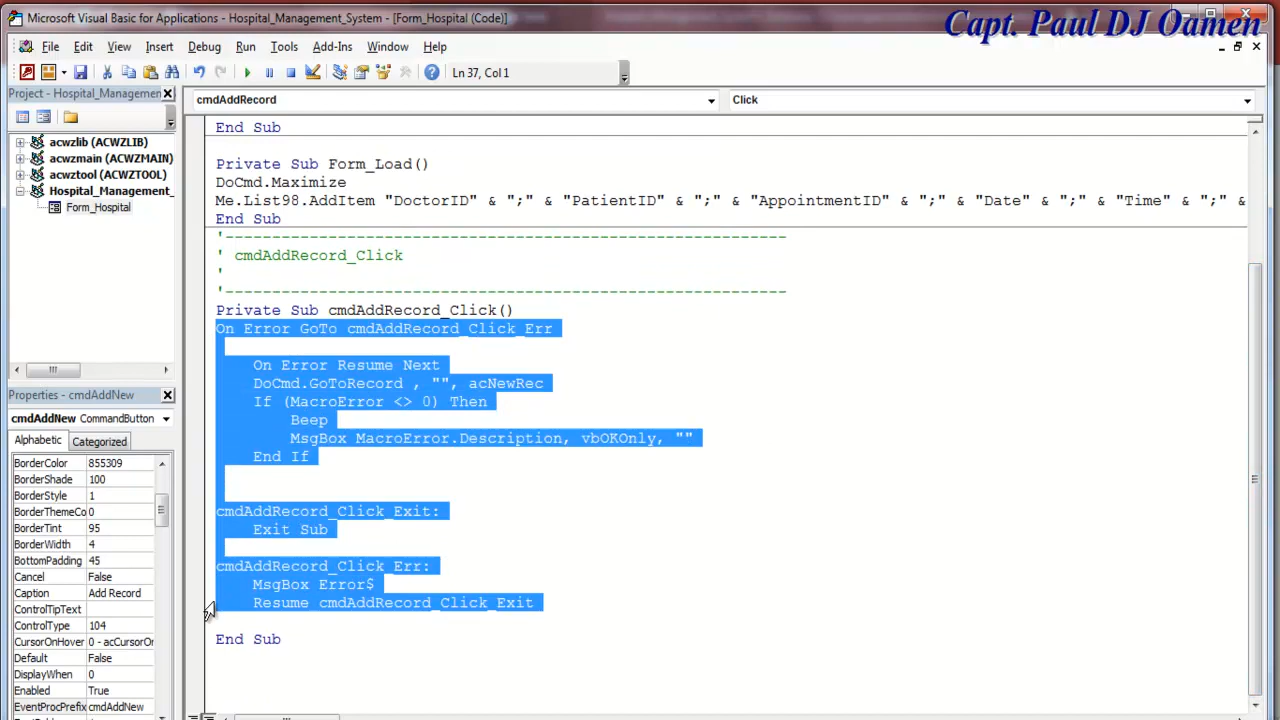 Microsoft Visual Basic for Applications - Hospital_Management_System - [Form_Hospital (Code)]
Capt. Paul DJ Oamen
File Edit View Insert Debug Run Tools Add-Ins Window Help
Ln 37, Col 1
Project - Hospital_Managemen
cmdAddRecord
Click
acwzlib (ACWZLIB)
acwzmain (ACWZMAIN)
acwztool (ACWZTOOL)
Hospital_Management_
Form_Hospital
Properties - cmdAddNew
cmdAddNew CommandButton
Alphabetic Categorized
BorderColor 855309
BorderShade 100
BorderStyle 1
BorderThemeCo 0
BorderTint 95
BorderWidth 4
BottomPadding 45
Cancel False
Caption Add Record
ControlTipText
ControlType 104
CursorOnHover 0 - acCursorOr
Default False
DisplayWhen 0
Enabled True
EventProcPrefix cmdAddNew
End Sub
Private Sub Form_Load()
DoCmd.Maximize
Me.List98.AddItem "DoctorID" & ";" & "PatientID" & ";" & "AppointmentID" & ";" & "Date" & ";" & "Time" & ";" &
End Sub
'------------------------------------------------------------
' cmdAddRecord_Click
'
'------------------------------------------------------------
Private Sub cmdAddRecord_Click()
On Error GoTo cmdAddRecord_Click_Err
On Error Resume Next
DoCmd.GoToRecord , "", acNewRec
If (MacroError <> 0) Then
Beep
MsgBox MacroError.Description, vbOKOnly, ""
End If
cmdAddRecord_Click_Exit:
Exit Sub
cmdAddRecord_Click_Err:
MsgBox Error$
Resume cmdAddRecord_Click_Exit
End Sub